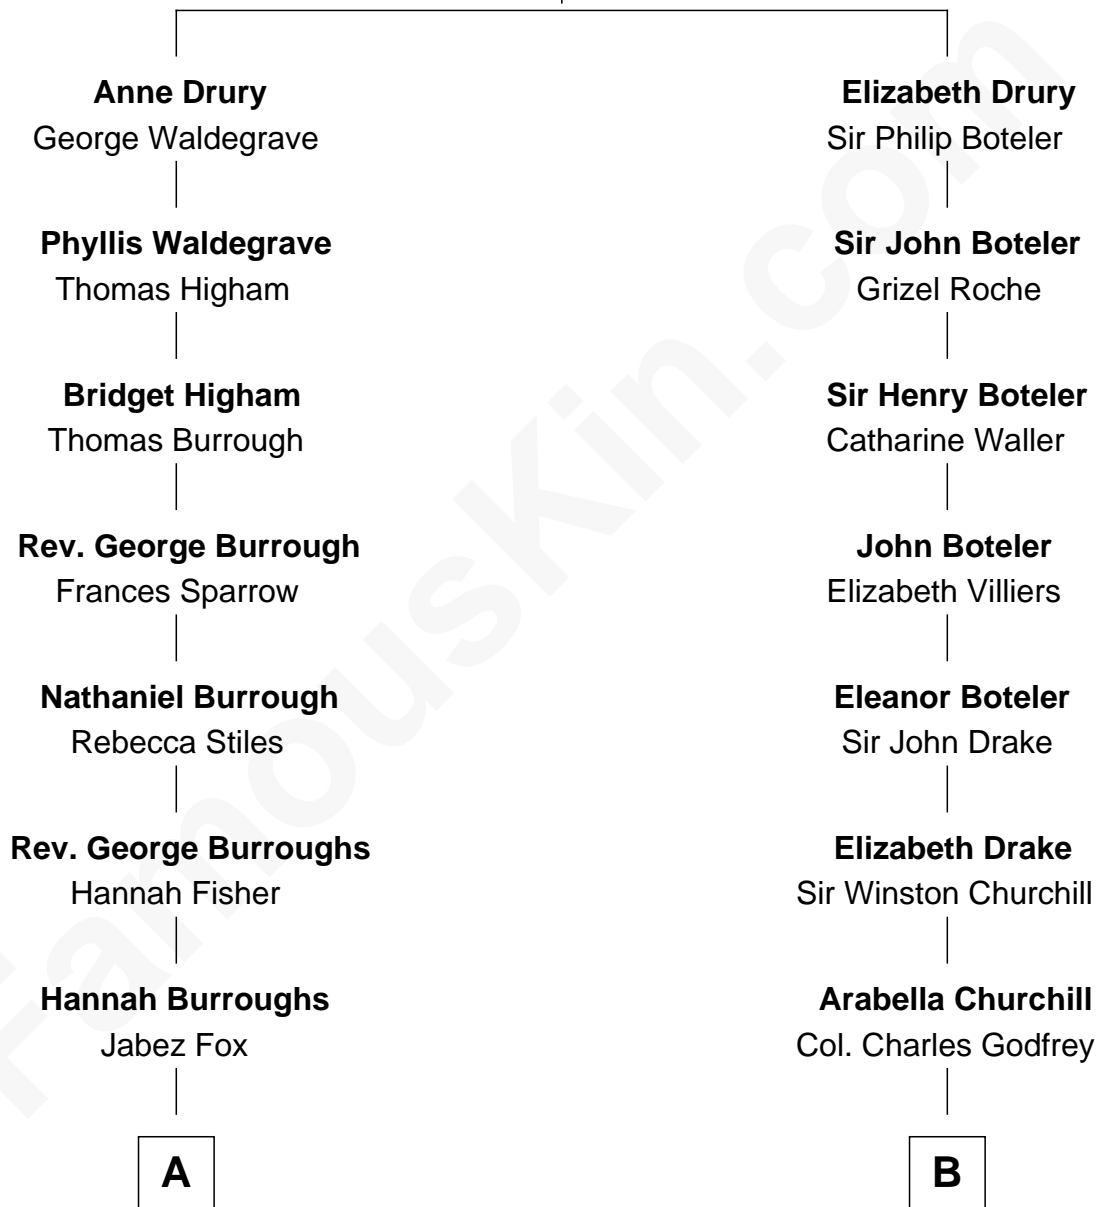 Anne Drury
George Waldegrave
Phyllis Waldegrave
Thomas Higham
Bridget Higham
Thomas Burrough
Rev. George Burrough
Frances Sparrow
Nathaniel Burrough
Rebecca Stiles
Rev. George Burroughs
Hannah Fisher
Hannah Burroughs
Jabez Fox
A
Elizabeth Drury
Sir Philip Boteler
Sir John Boteler
Grizel Roche
Sir Henry Boteler
Catharine Waller
John Boteler
Elizabeth Villiers
Eleanor Boteler
Sir John Drake
Elizabeth Drake
Sir Winston Churchill
Arabella Churchill
Col. Charles Godfrey
B
FamousKin.com